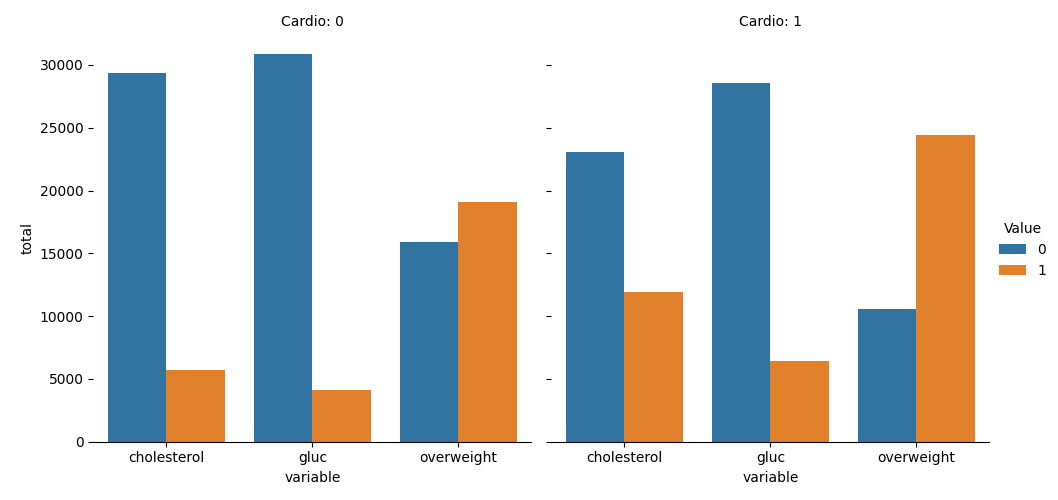 Cardio: 0
Cardio: 1
30000
25000
20000
15000
10000
5000
0
total
cholesterol
gluc
overweight
variable
cholesterol
gluc
overweight
variable
Value
0
1